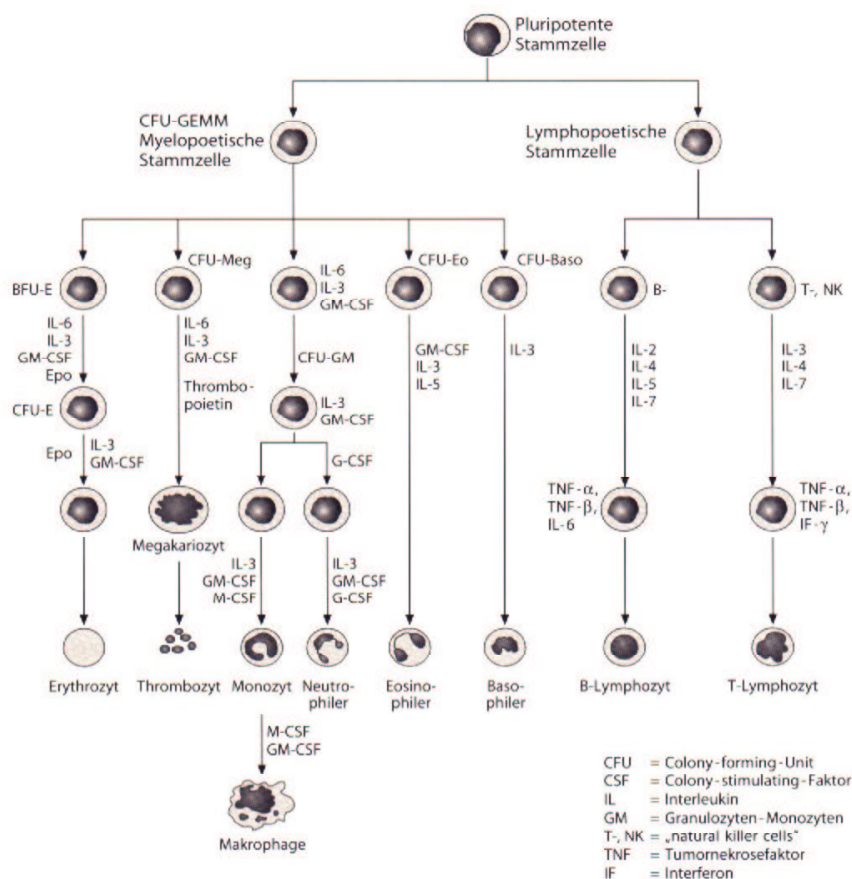 Pluripotente
Stammzelle
CFU-GEMM
Myelopoetische
Stammzelle
Lymphopoetische
Stammzelle
BFU-E
CFU-Meg
IL-6
IL-3
GM-CSF
CFU-Eo
CFU-Baso
B-
T-, NK
IL-6
IL-3
GM-CSF
Epo
IL-6
IL-3
GM-CSF
Thrombo-
poietin
CFU-GM
GM-CSF
IL-3
IL-5
IL-3
IL-2
IL-4
IL-5
IL-7
IL-3
IL-4
IL-7
CFU-E
IL-3
GM-CSF
Epo
IL-3
GM-CSF
G-CSF
TNF-α,
TNF-β,
IL-6
TNF-α,
TNF-β,
IF-γ
Megakariozyt
IL-3
GM-CSF
M-CSF
IL-3
GM-CSF
G-CSF
Erythrozyt
Thrombozyt
Monozyt
Neutro-
philer
Eosino-
philer
Baso-
philer
B-Lymphozyt
T-Lymphozyt
M-CSF
GM-CSF
Makrophage
CFU = Colony-forming-Unit
CSF = Colony-stimulating-Faktor
IL = Interleukin
GM = Granulozyten-Monozyten
T-, NK = „natural killer cells“
TNF = Tumornekrosefaktor
IF = Interferon